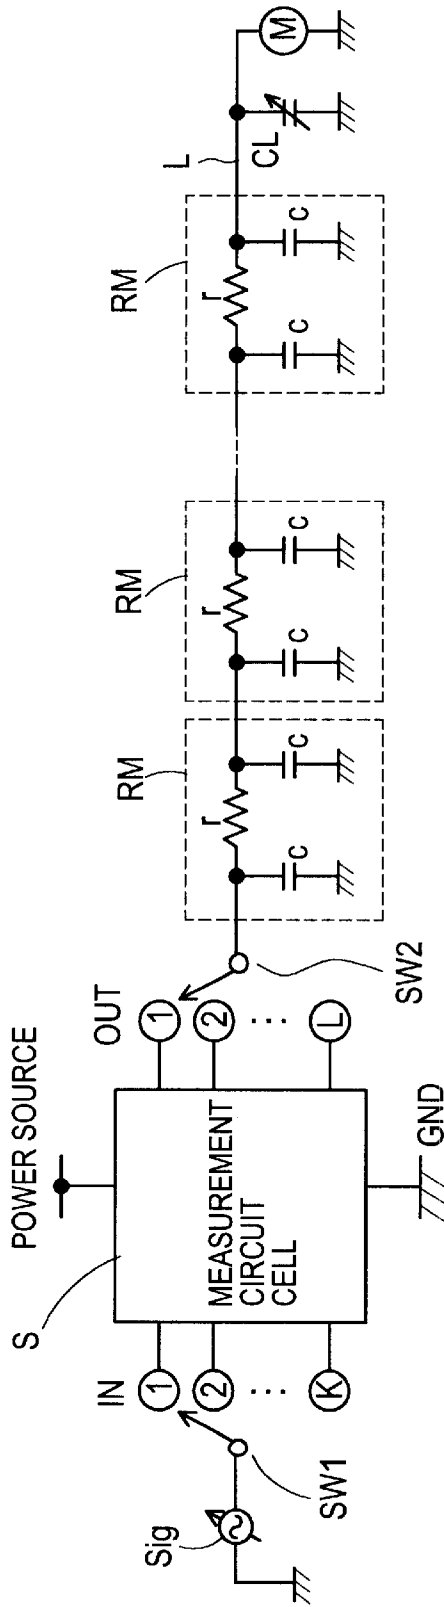 Sig
SW1
IN
1
2
...
K
S
POWER SOURCE
MEASUREMENT
CIRCUIT
CELL
GND
OUT
1
2
...
L
SW2
RM
r
c
c
RM
r
c
c
RM
r
c
c
L
CL
M